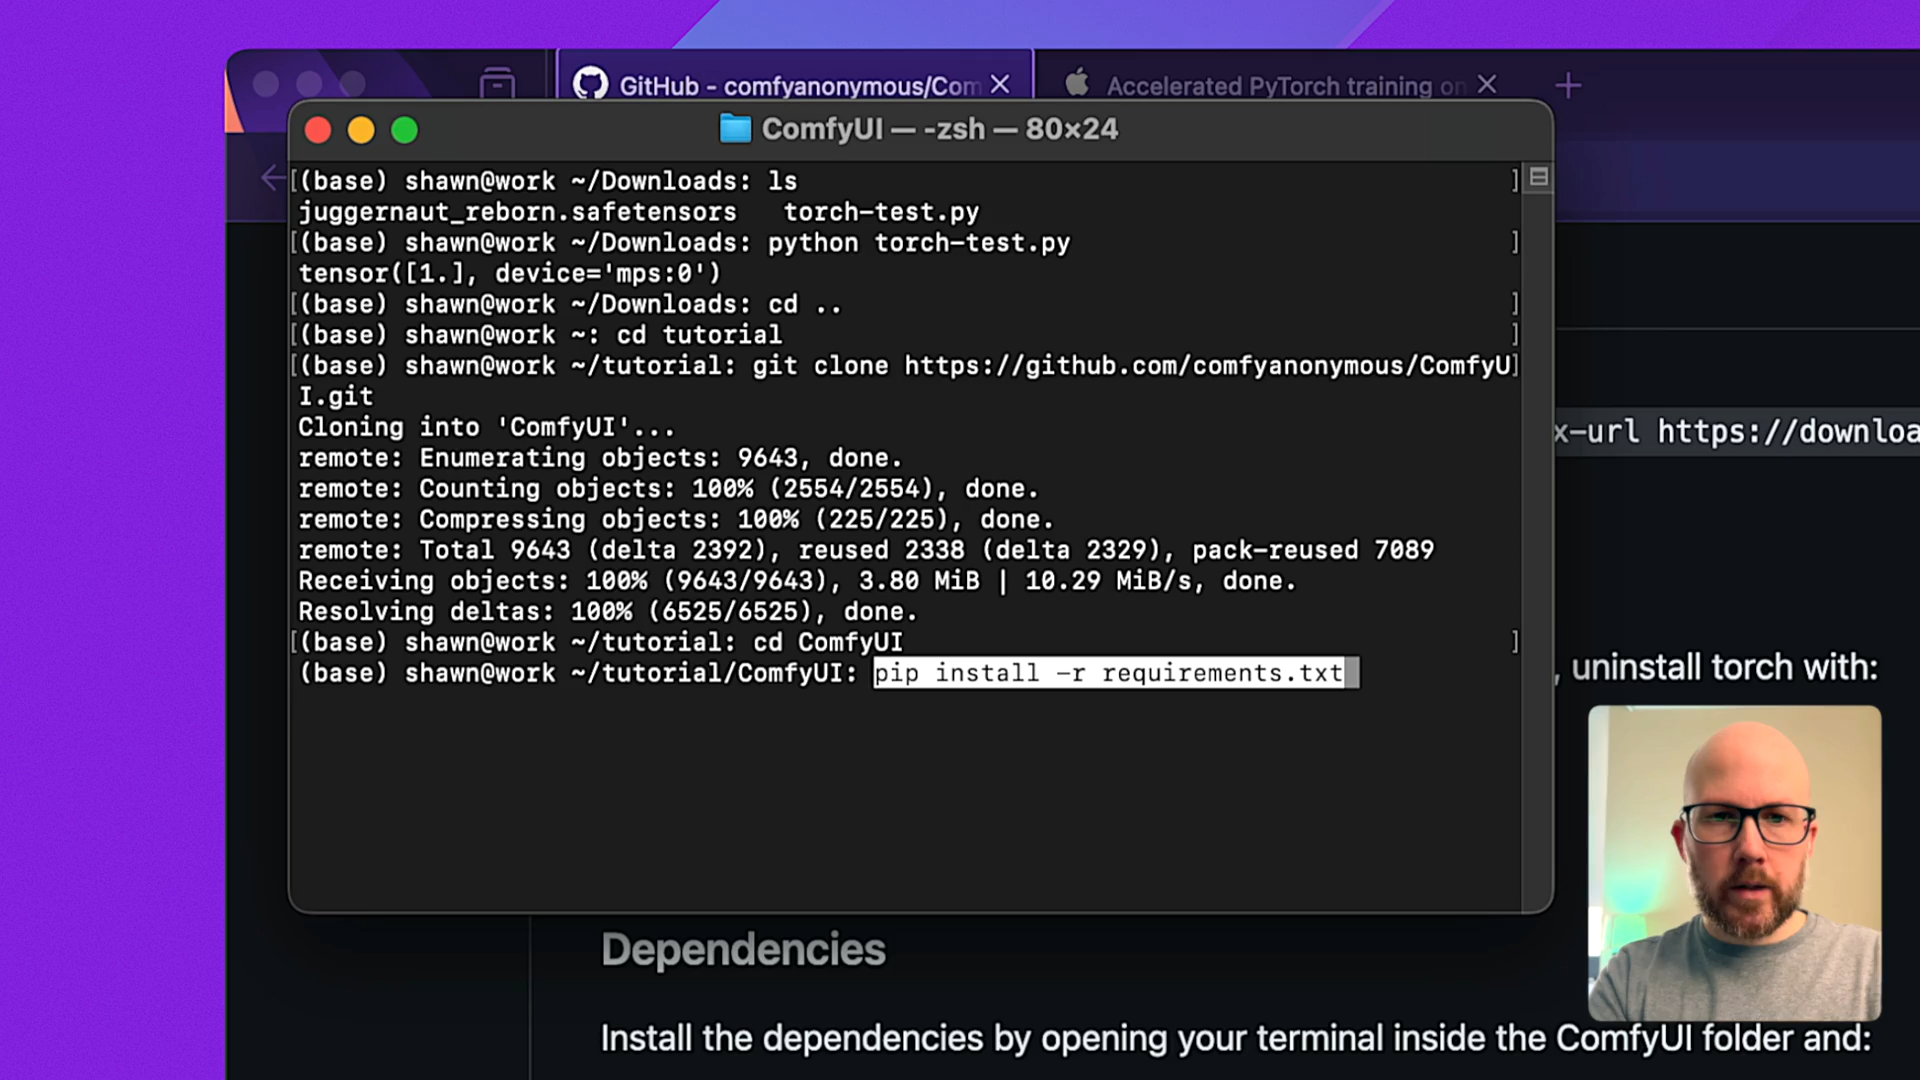 GitHub - comfyanonymous/Com
Accelerated PyTorch training on
ComfyUI — -zsh — 80×24
[(base) shawn@work ~/Downloads: ls ]
juggernaut_reborn.safetensors torch-test.py
[(base) shawn@work ~/Downloads: python torch-test.py ]
tensor([1.], device='mps:0')
[(base) shawn@work ~/Downloads: cd .. ]
[(base) shawn@work ~: cd tutorial ]
[(base) shawn@work ~/tutorial: git clone https://github.com/comfyanonymous/ComfyU]
I.git
Cloning into 'ComfyUI'...
remote: Enumerating objects: 9643, done.
remote: Counting objects: 100% (2554/2554), done.
remote: Compressing objects: 100% (225/225), done.
remote: Total 9643 (delta 2392), reused 2338 (delta 2329), pack-reused 7089
Receiving objects: 100% (9643/9643), 3.80 MiB | 10.29 MiB/s, done.
Resolving deltas: 100% (6525/6525), done.
[(base) shawn@work ~/tutorial: cd ComfyUI ]
(base) shawn@work ~/tutorial/ComfyUI: pip install -r requirements.txt
x-url https://downloa
, uninstall torch with:
Dependencies
Install the dependencies by opening your terminal inside the ComfyUI folder and: